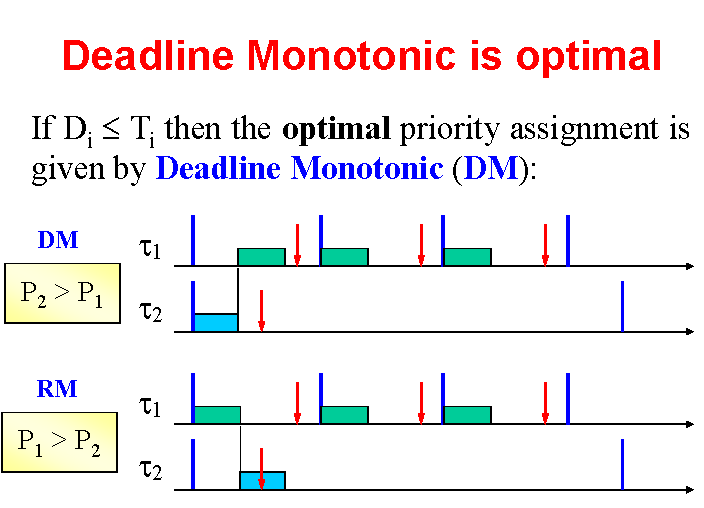 Deadline Monotonic is optimal
If Dᵢ ≤ Tᵢ then the optimal priority assignment is
given by Deadline Monotonic (DM):
DM
τ₁
P₂ > P₁
τ₂
RM
τ₁
P₁ > P₂
τ₂